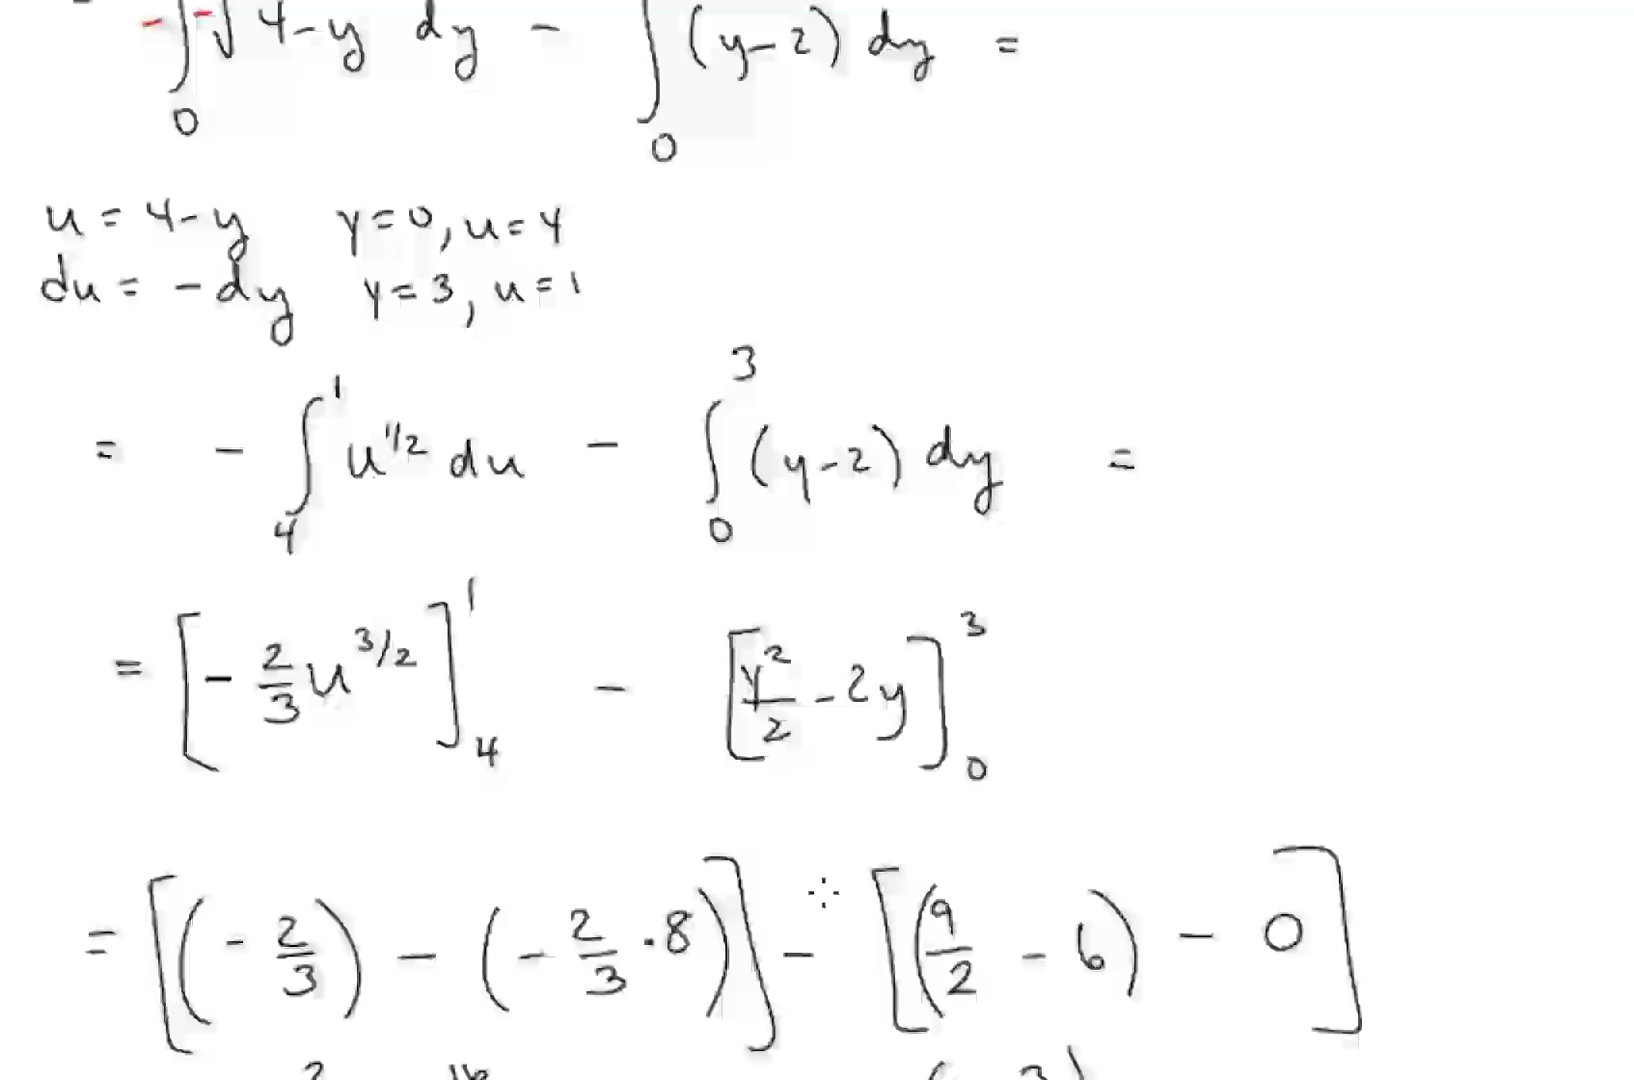 - ∫₀ -√4-y dy - ∫₀ (y-2) dy =
u = 4-y  y=0, u=4
du = -dy  y=3, u=1
= - ∫₄¹ u^1/2 du - ∫₀³ (y-2) dy =
= [- 2/3 u^3/2]₄¹ - [y²/2 - 2y]₀³
= [(- 2/3) - (- 2/3 · 8)] - [(9/2 - 6) - 0]